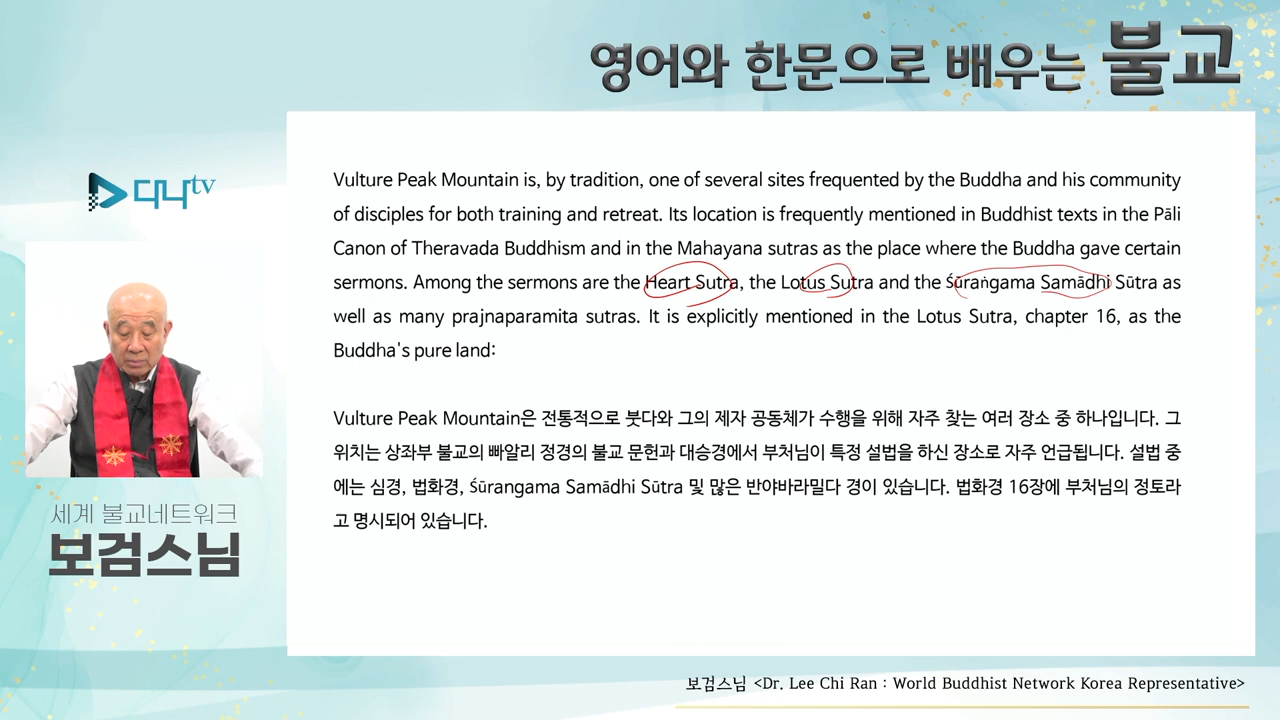 영어와 한문으로 배우는 불교
다나tv
Vulture Peak Mountain is, by tradition, one of several sites frequented by the Buddha and his community
of disciples for both training and retreat. Its location is frequently mentioned in Buddhist texts in the Pāli
Canon of Theravada Buddhism and in the Mahayana sutras as the place where the Buddha gave certain
sermons. Among the sermons are the Heart Sutra, the Lotus Sutra and the Śūraṅgama Samādhi Sūtra as
well as many prajnaparamita sutras. It is explicitly mentioned in the Lotus Sutra, chapter 16, as the
Buddha's pure land:
Vulture Peak Mountain은 전통적으로 붓다와 그의 제자 공동체가 수행을 위해 자주 찾는 여러 장소 중 하나입니다. 그
위치는 상좌부 불교의 빠알리 정경의 불교 문헌과 대승경에서 부처님이 특정 설법을 하신 장소로 자주 언급됩니다. 설법 중
에는 심경, 법화경, Śūrangama Samādhi Sūtra 및 많은 반야바라밀다 경이 있습니다. 법화경 16장에 부처님의 정토라
고 명시되어 있습니다.
세계 불교네트워크
보검스님
보검스님 <Dr. Lee Chi Ran : World Buddhist Network Korea Representative>